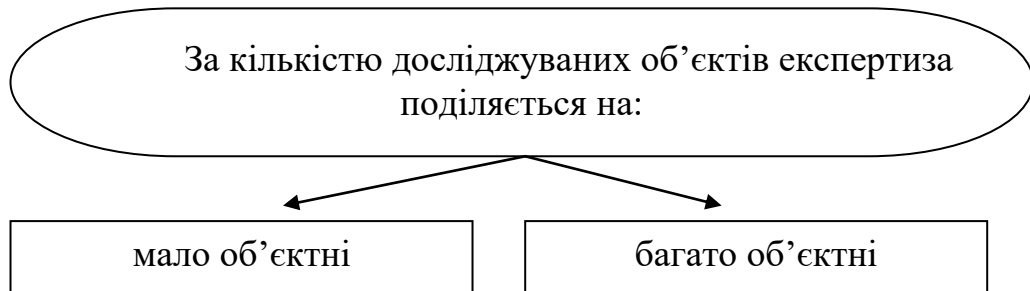 За кількістю досліджуваних об’єктів експертиза
поділяється на:
мало об’єктні
багато об’єктні